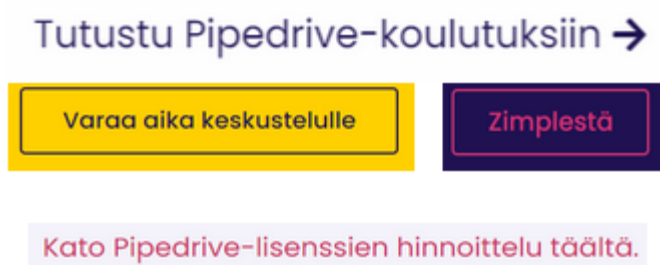 Tutustu Pipedrive-koulutuksiin →
Varaa aika keskustelulle
Zimplestä
Kato Pipedrive-lisenssien hinnoittelu täältä.